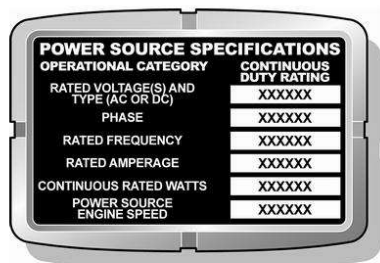 POWER SOURCE SPECIFICATIONS
OPERATIONAL CATEGORY CONTINUOUS DUTY RATING
RATED VOLTAGE(S) AND
TYPE (AC OR DC) XXXXXX
PHASE XXXXXX
RATED FREQUENCY XXXXXX
RATED AMPERAGE XXXXXX
CONTINUOUS RATED WATTS XXXXXX
POWER SOURCE
ENGINE SPEED XXXXXX